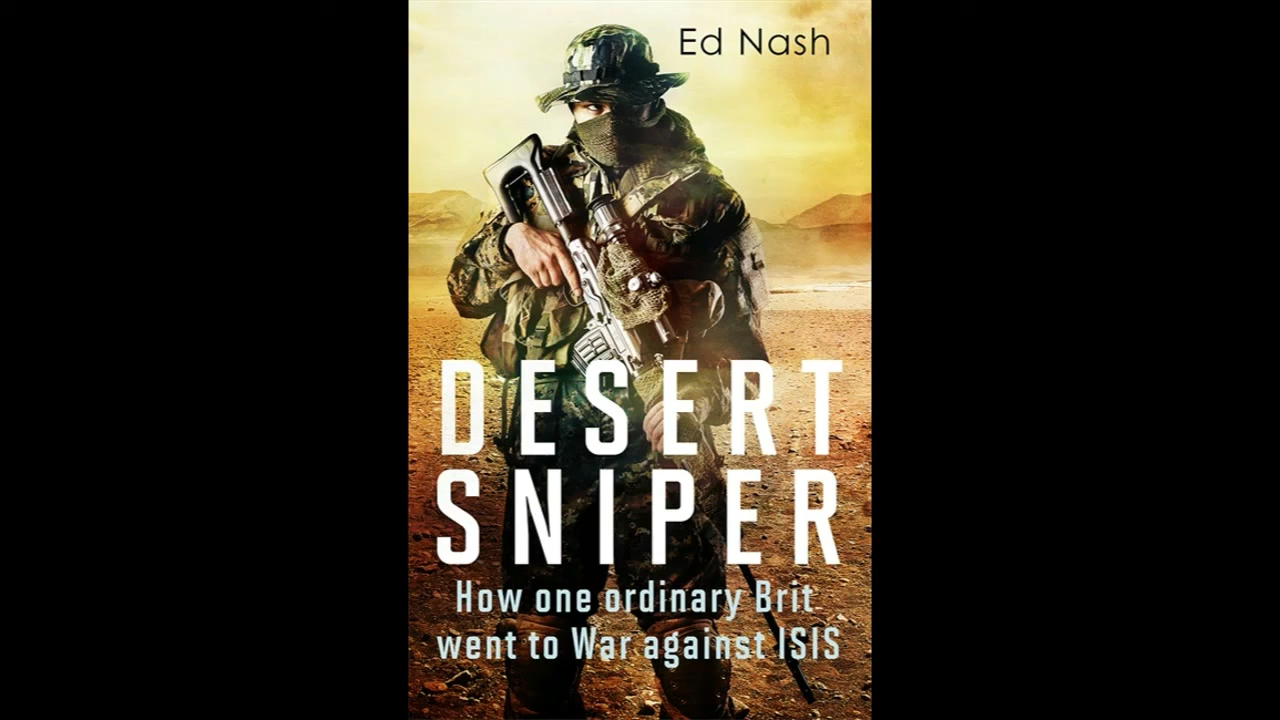 Ed Nash
DESERT
SNIPER
How one ordinary Brit
went to War against ISIS